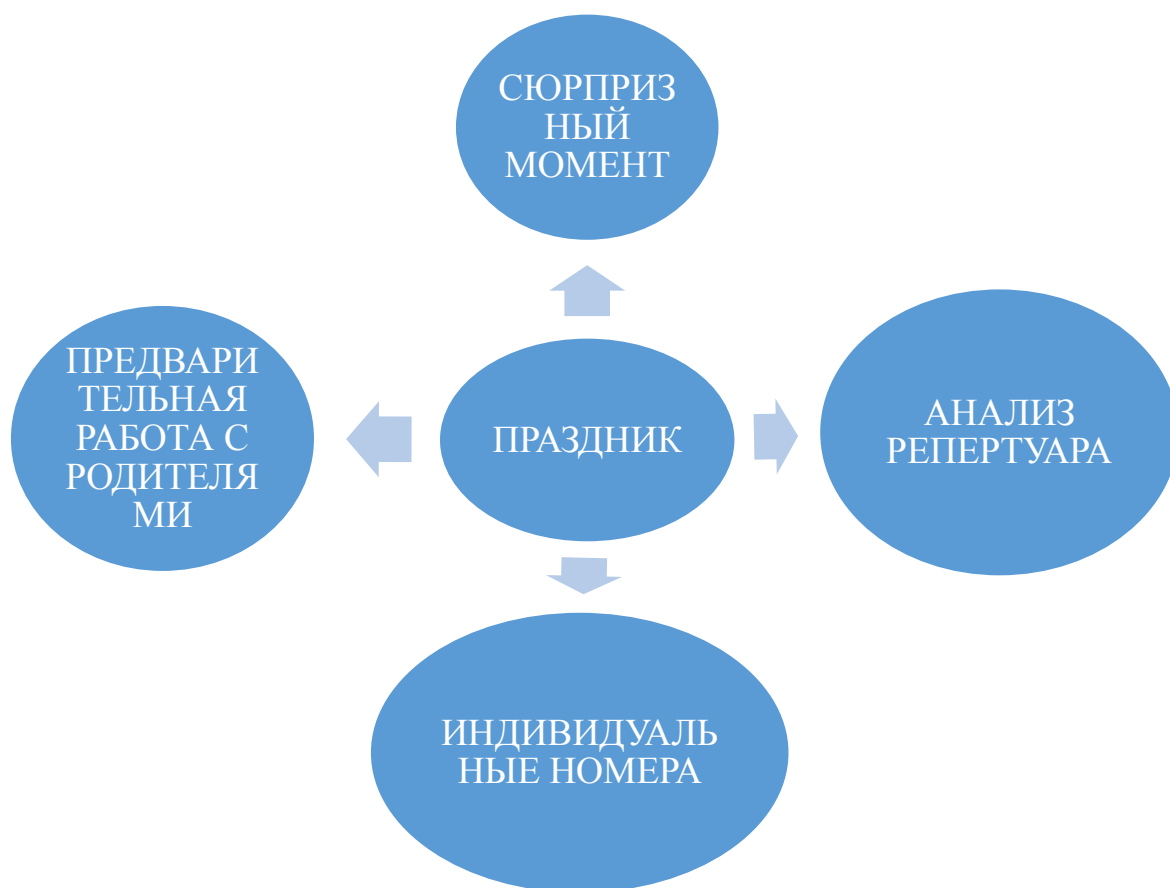 СЮРПРИЗ
НЫЙ
МОМЕНТ
ПРЕДВАРИ
ТЕЛЬНАЯ
РАБОТА С
РОДИТЕЛЯ
МИ
ПРАЗДНИК
АНАЛИЗ
РЕПЕРТУАРА
ИНДИВИДУАЛЬ
НЫЕ НОМЕРА